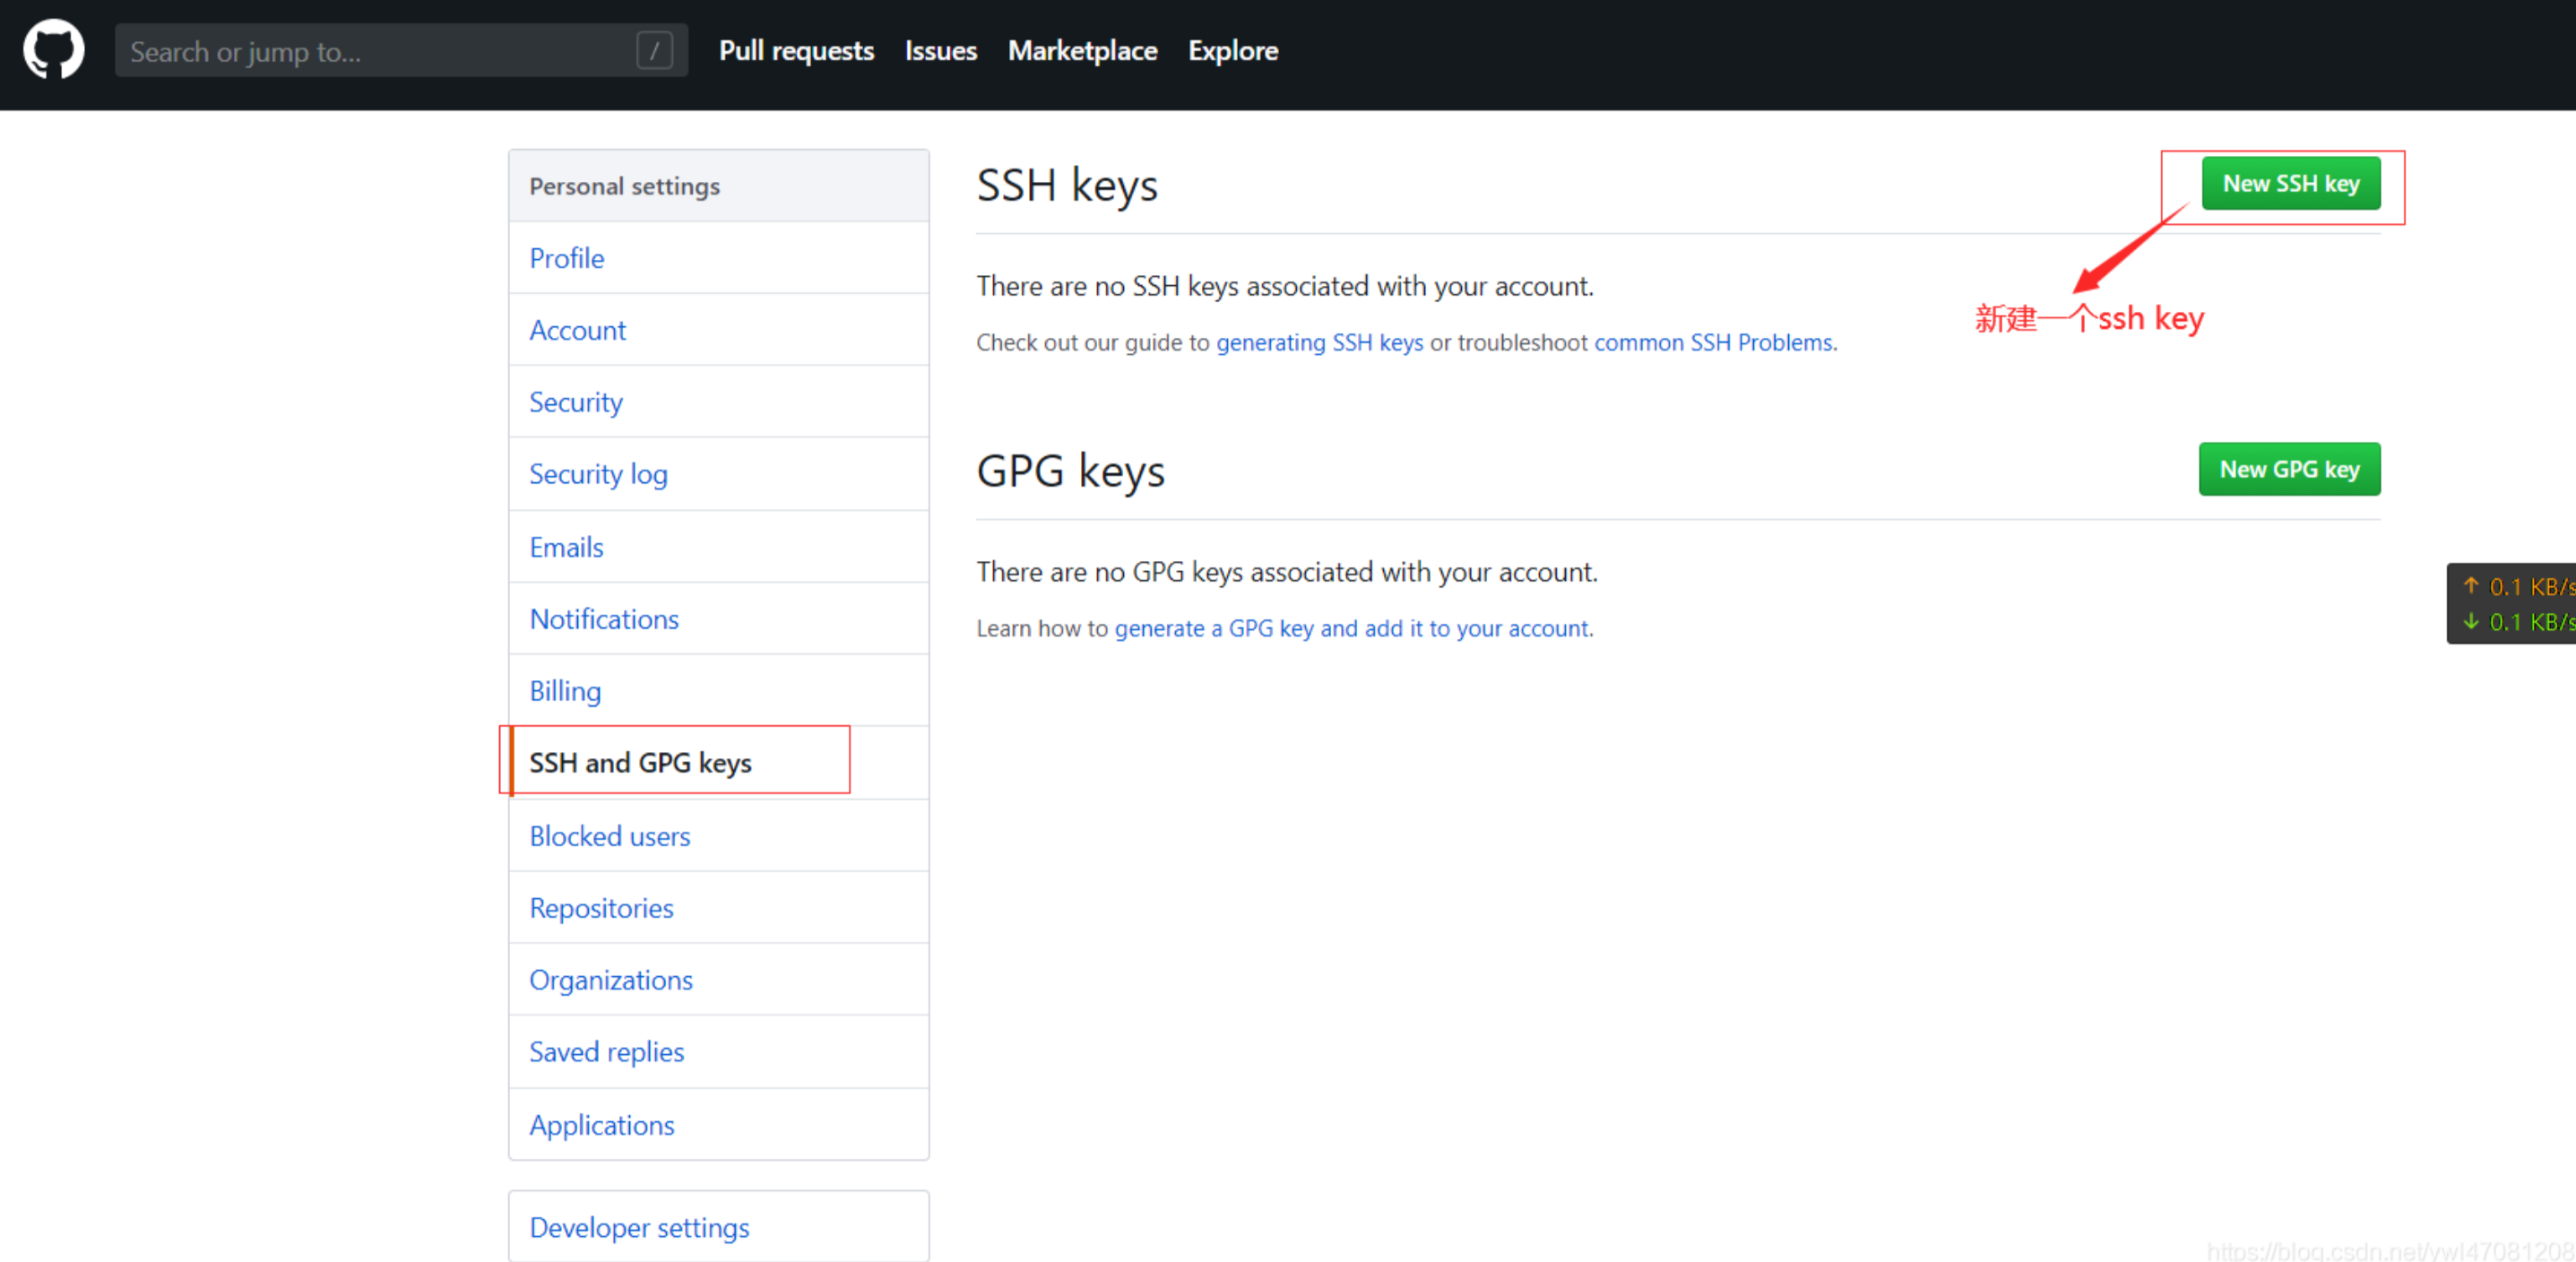 Search or jump to...
/
Pull requests
Issues
Marketplace
Explore
Personal settings
Profile
Account
Security
Security log
Emails
Notifications
Billing
SSH and GPG keys
Blocked users
Repositories
Organizations
Saved replies
Applications
Developer settings
SSH keys
New SSH key
新建一个ssh key
There are no SSH keys associated with your account.
Check out our guide to generating SSH keys or troubleshoot common SSH Problems.
GPG keys
New GPG key
There are no GPG keys associated with your account.
Learn how to generate a GPG key and add it to your account.
↑ 0.1 KB/s
↓ 0.1 KB/s
https://blog.csdn.net/ywl47081208